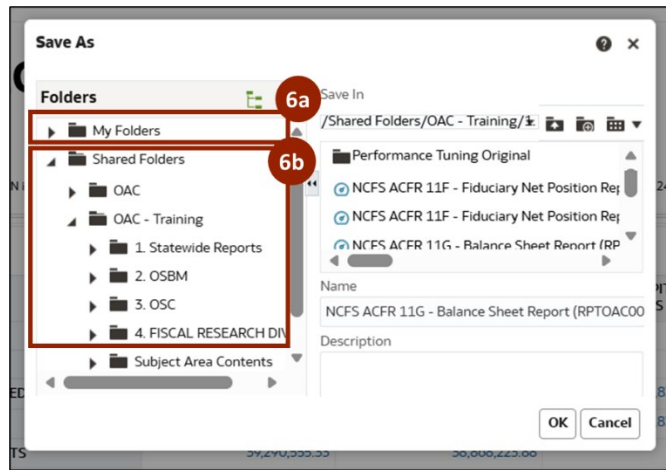 Save As
Folders
6a
Save In
My Folders
/Shared Folders/OAC - Training/1
Shared Folders
6b
Performance Tuning Original
OAC
NCFS ACFR 11F - Fiduciary Net Position Rep
OAC - Training
NCFS ACFR 11F - Fiduciary Net Position Rep
1. Statewide Reports
NCFS ACFR 11G - Balance Sheet Report (RP
2. OSBM
Name
3. OSC
NCFS ACFR 11G - Balance Sheet Report (RPTOAC00
4. FISCAL RESEARCH DIV
Description
Subject Area Contents
OK Cancel
ED
TS